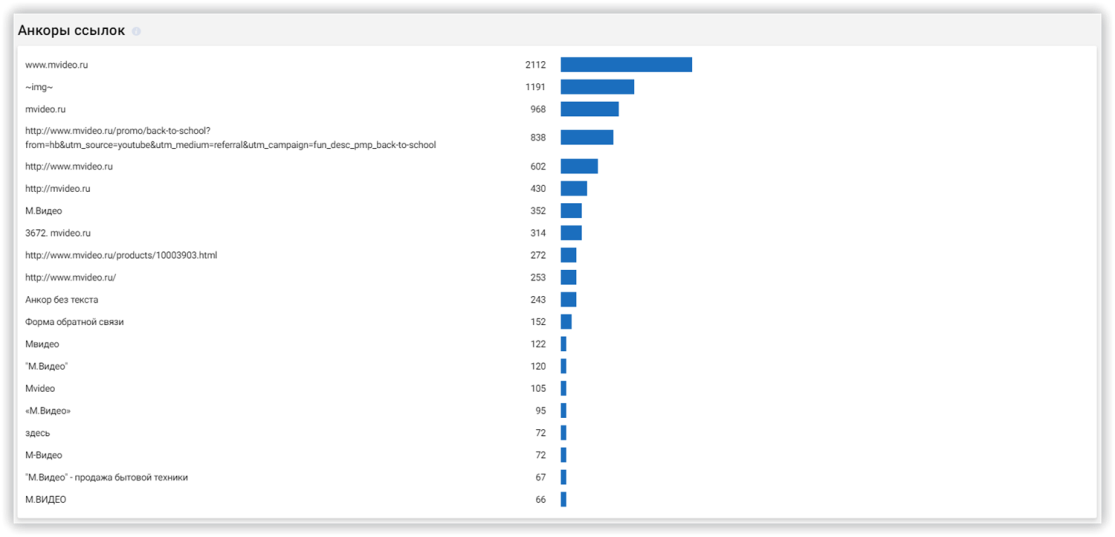 Анкоры ссылок
www.mvideo.ru 2112
~img~ 1191
mvideo.ru 968
http://www.mvideo.ru/promo/back-to-school?
from=hb&utm_source=youtube&utm_medium=referral&utm_campaign=fun_desc_pmp_back-to-school 838
http://www.mvideo.ru 602
http://mvideo.ru 430
М.Видео 352
3672. mvideo.ru 314
http://www.mvideo.ru/products/10003903.html 272
http://www.mvideo.ru/ 253
Анкор без текста 243
Форма обратной связи 152
Мвидео 122
"М.Видео" 120
Mvideo 105
«М.Видео» 95
здесь 72
М-Видео 72
"М.Видео" - продажа бытовой техники 67
М.ВИДЕО 66